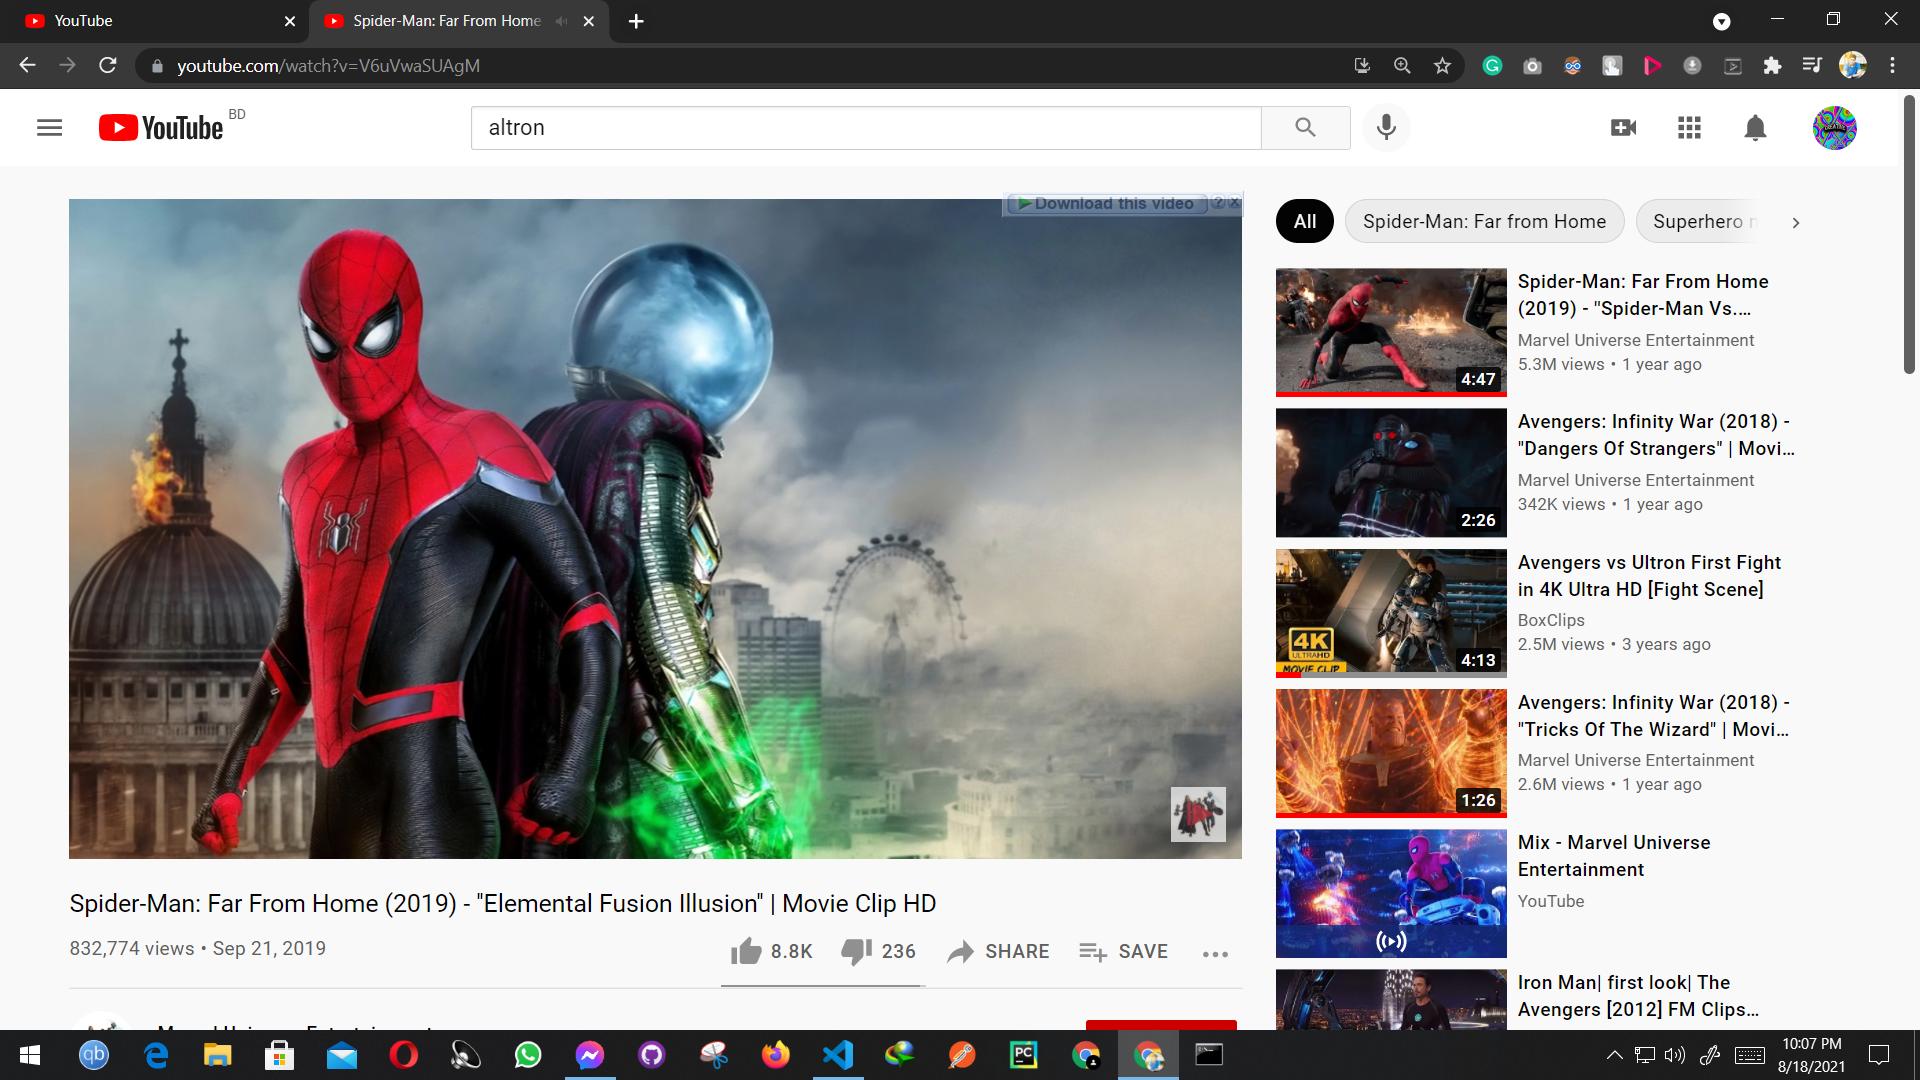 YouTube
Spider-Man: Far From Home
youtube.com/watch?v=V6uVwaSUAgM
YouTube BD
altron
Download this video
All
Spider-Man: Far from Home
Superhero
Spider-Man: Far From Home
(2019) - "Spider-Man Vs....
Marvel Universe Entertainment
5.3M views • 1 year ago
4:47
Avengers: Infinity War (2018) -
"Dangers Of Strangers" | Movi...
Marvel Universe Entertainment
342K views • 1 year ago
2:26
Avengers vs Ultron First Fight
in 4K Ultra HD [Fight Scene]
BoxClips
2.5M views • 3 years ago
4K
ULTRAHD
MOVIE CLIP
4:13
Avengers: Infinity War (2018) -
"Tricks Of The Wizard" | Movi...
Marvel Universe Entertainment
2.6M views • 1 year ago
1:26
Mix - Marvel Universe
Entertainment
YouTube
Iron Man| first look| The
Avengers [2012] FM Clips...
Spider-Man: Far From Home (2019) - "Elemental Fusion Illusion" | Movie Clip HD
832,774 views • Sep 21, 2019
8.8K
236
SHARE
SAVE
qb
PC
10:07 PM
8/18/2021